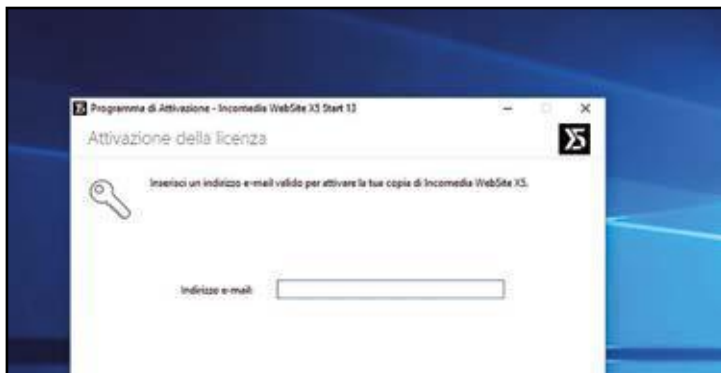 Programma di Attivazione - Incomedia WebSite X5 Start 13
Attivazione della licenza
X5
Inserisci un indirizzo e-mail valido per attivare la tua copia di Incomedia WebSite X5.
Indirizzo e-mail: